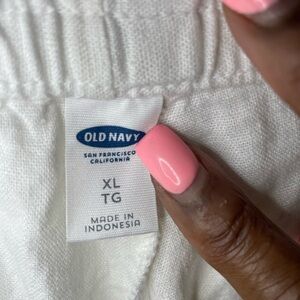 OLD NAVY
SAN FRANCISCO
CALIFORNIA
XL
TG
MADE IN
INDONESIA